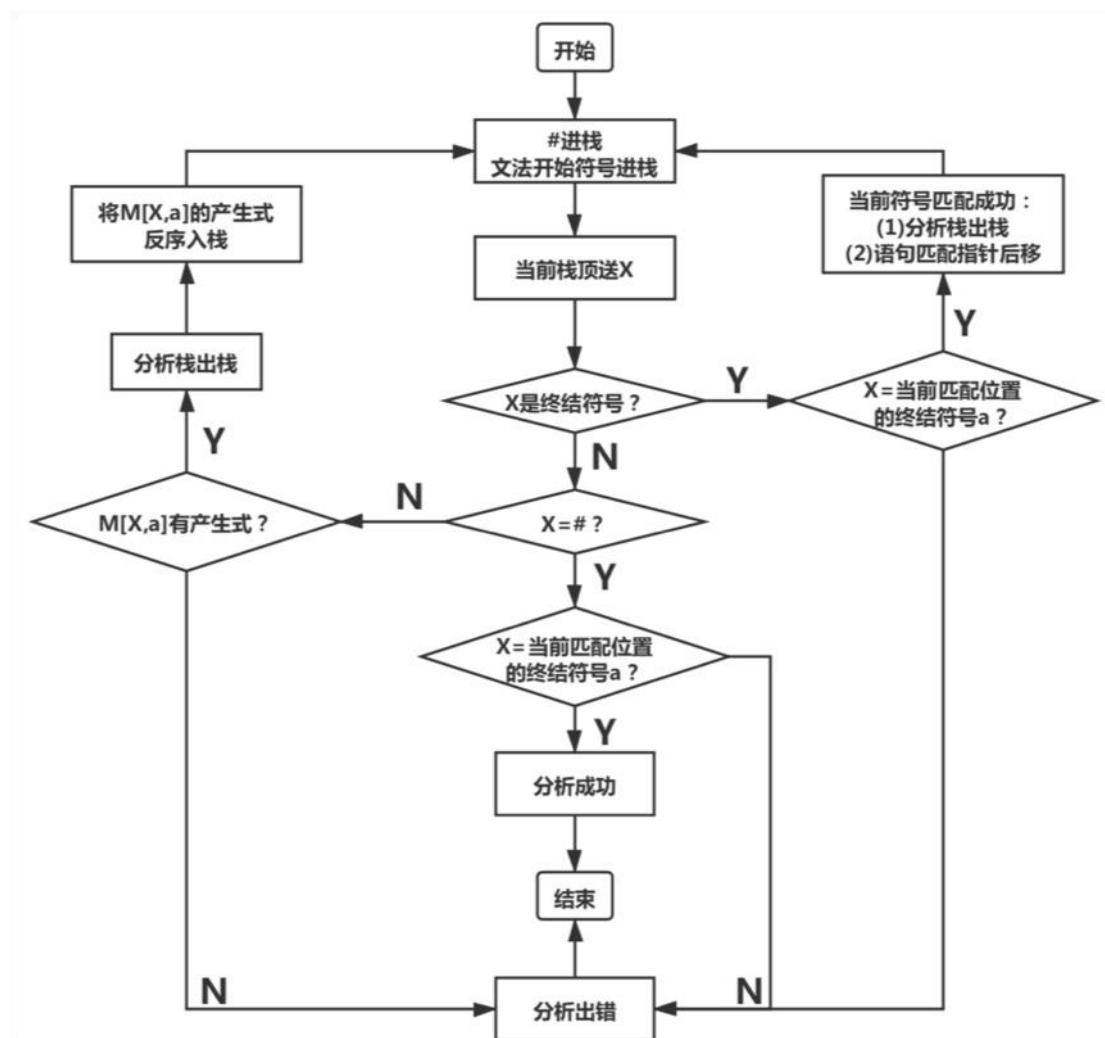 开始
#进栈
文法开始符号进栈
将M[X,a]的产生式
反序入栈
当前符号匹配成功：
(1)分析栈出栈
(2)语句匹配指针后移
当前栈顶送X
Y
分析栈出栈
X是终结符号？
Y
X=当前匹配位置
的终结符号a？
Y
N
N
M[X,a]有产生式？
X=#？
Y
X=当前匹配位置
的终结符号a？
Y
分析成功
结束
N
分析出错
N